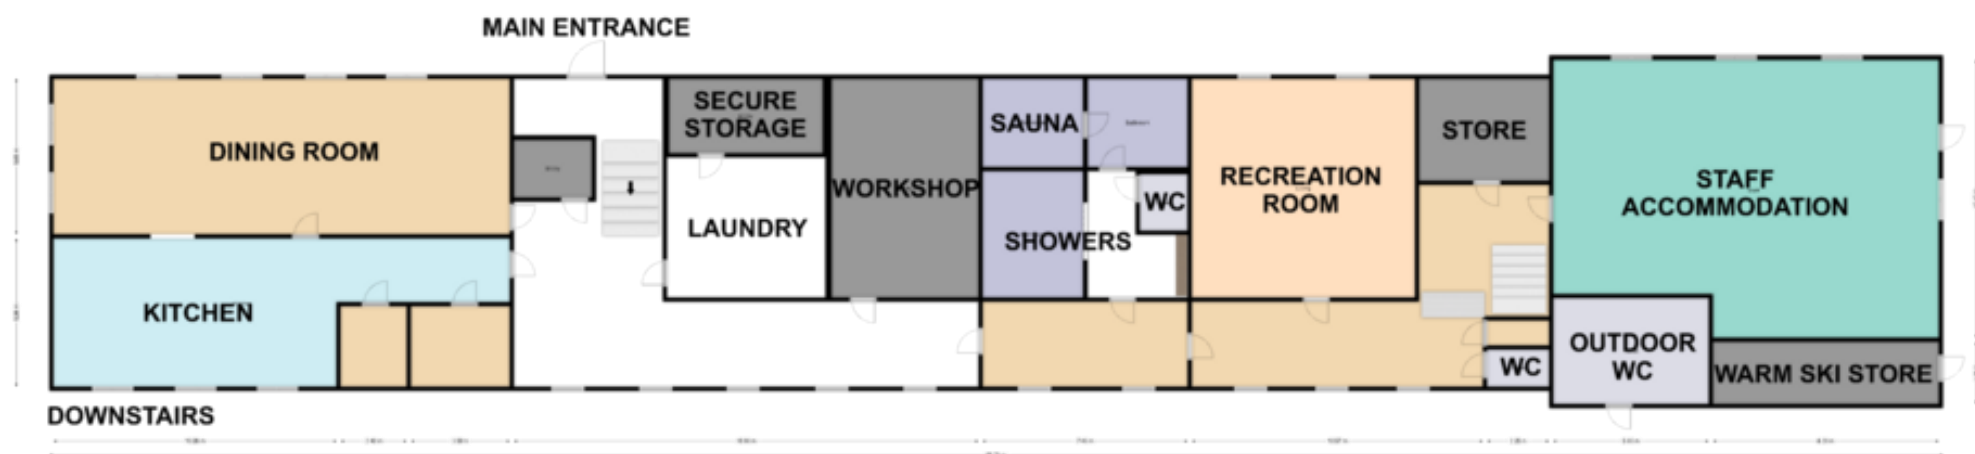 MAIN ENTRANCE
DINING ROOM
SECURE
STORAGE
LAUNDRY
WORKSHOP
SAUNA
SHOWERS
WC
RECREATION
ROOM
STORE
STAFF
ACCOMMODATION
KITCHEN
WC
OUTDOOR
WC
WARM SKI STORE
DOWNSTAIRS